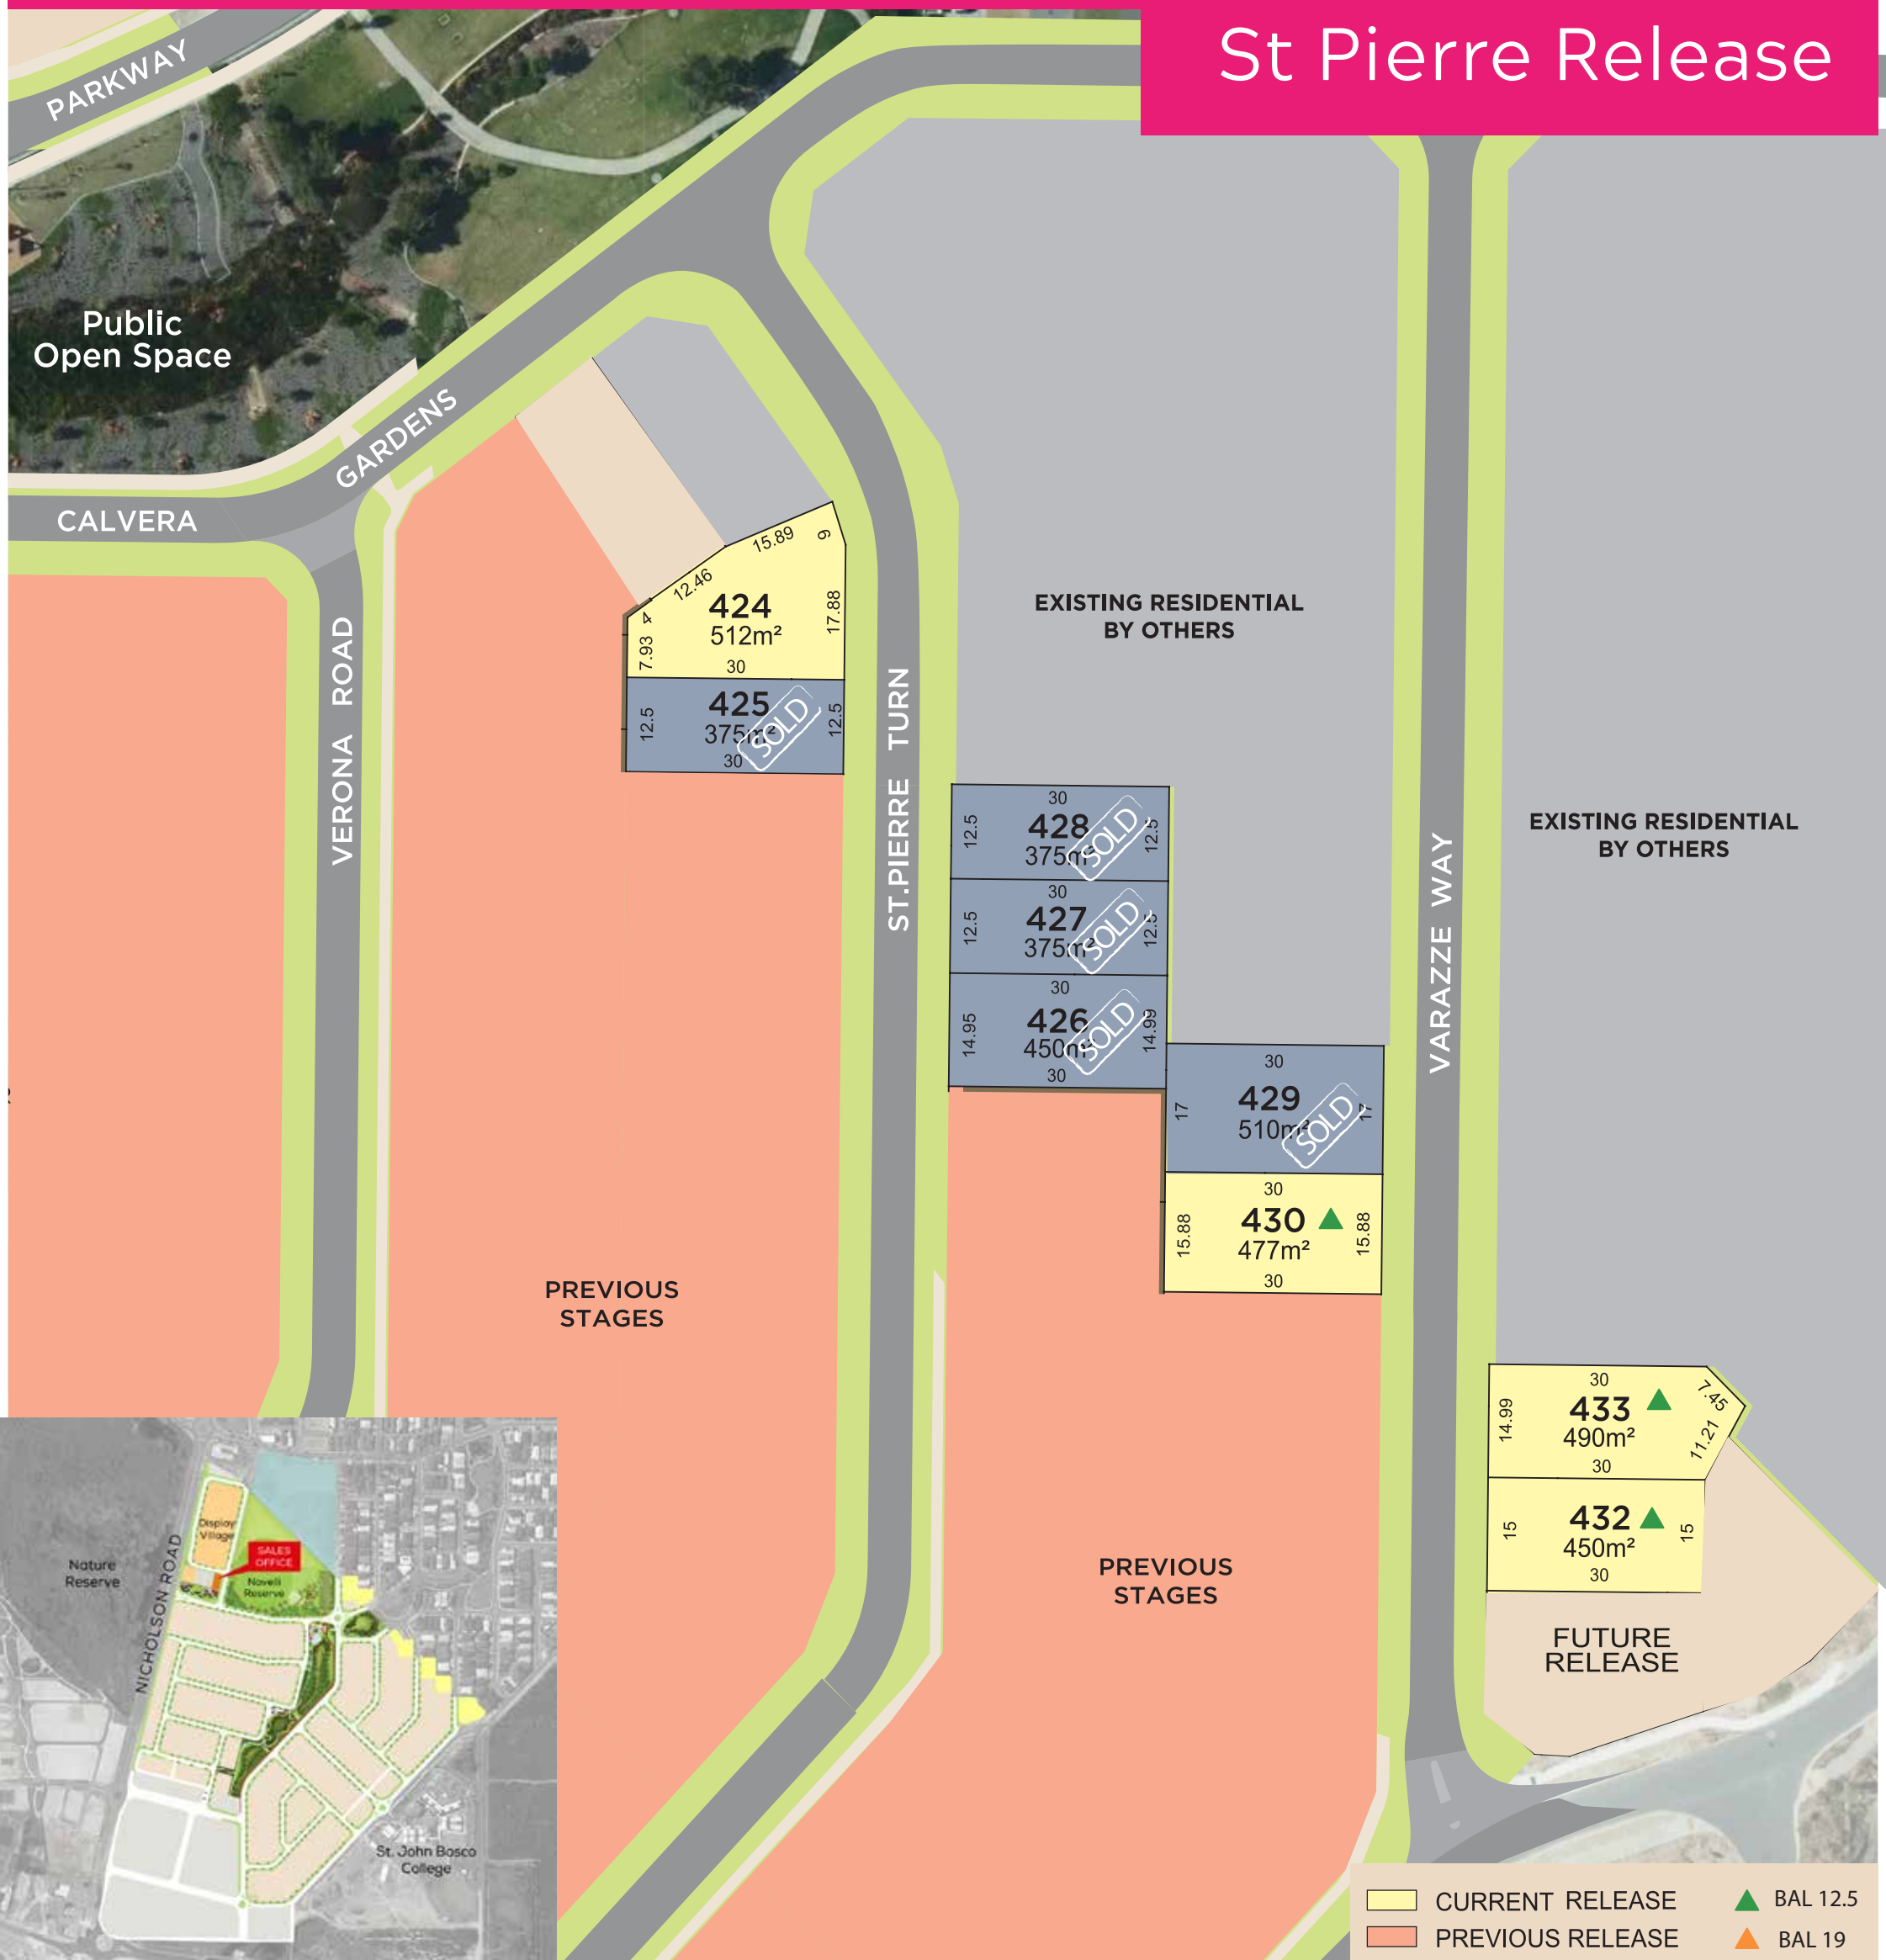 St Pierre Release
PARKWAY
Public
Open Space
GARDENS
CALVERA
VERONA ROAD
ST.PIERRE TURN
VARAZZE WAY
15.89
6
12.46
4
424
512m²
17.88
7.93
30
425
375m²
12.5
12.5
30
SOLD
EXISTING RESIDENTIAL
BY OTHERS
EXISTING RESIDENTIAL
BY OTHERS
30
428
375m²
12.5
12.5
SOLD
30
427
375m²
12.5
12.5
SOLD
30
426
450m²
14.95
14.99
30
SOLD
30
429
510m²
17
17
SOLD
30
430
477m²
15.88
15.88
30
PREVIOUS
STAGES
30
433
490m²
14.99
7.45
11.21
30
432
450m²
15
15
30
PREVIOUS
STAGES
FUTURE
RELEASE
Nature
Reserve
NICHOLSON ROAD
Display
Village
SALES
OFFICE
Novelli
Reserve
St. John Bosco
College
CURRENT RELEASE
BAL 12.5
PREVIOUS RELEASE
BAL 19